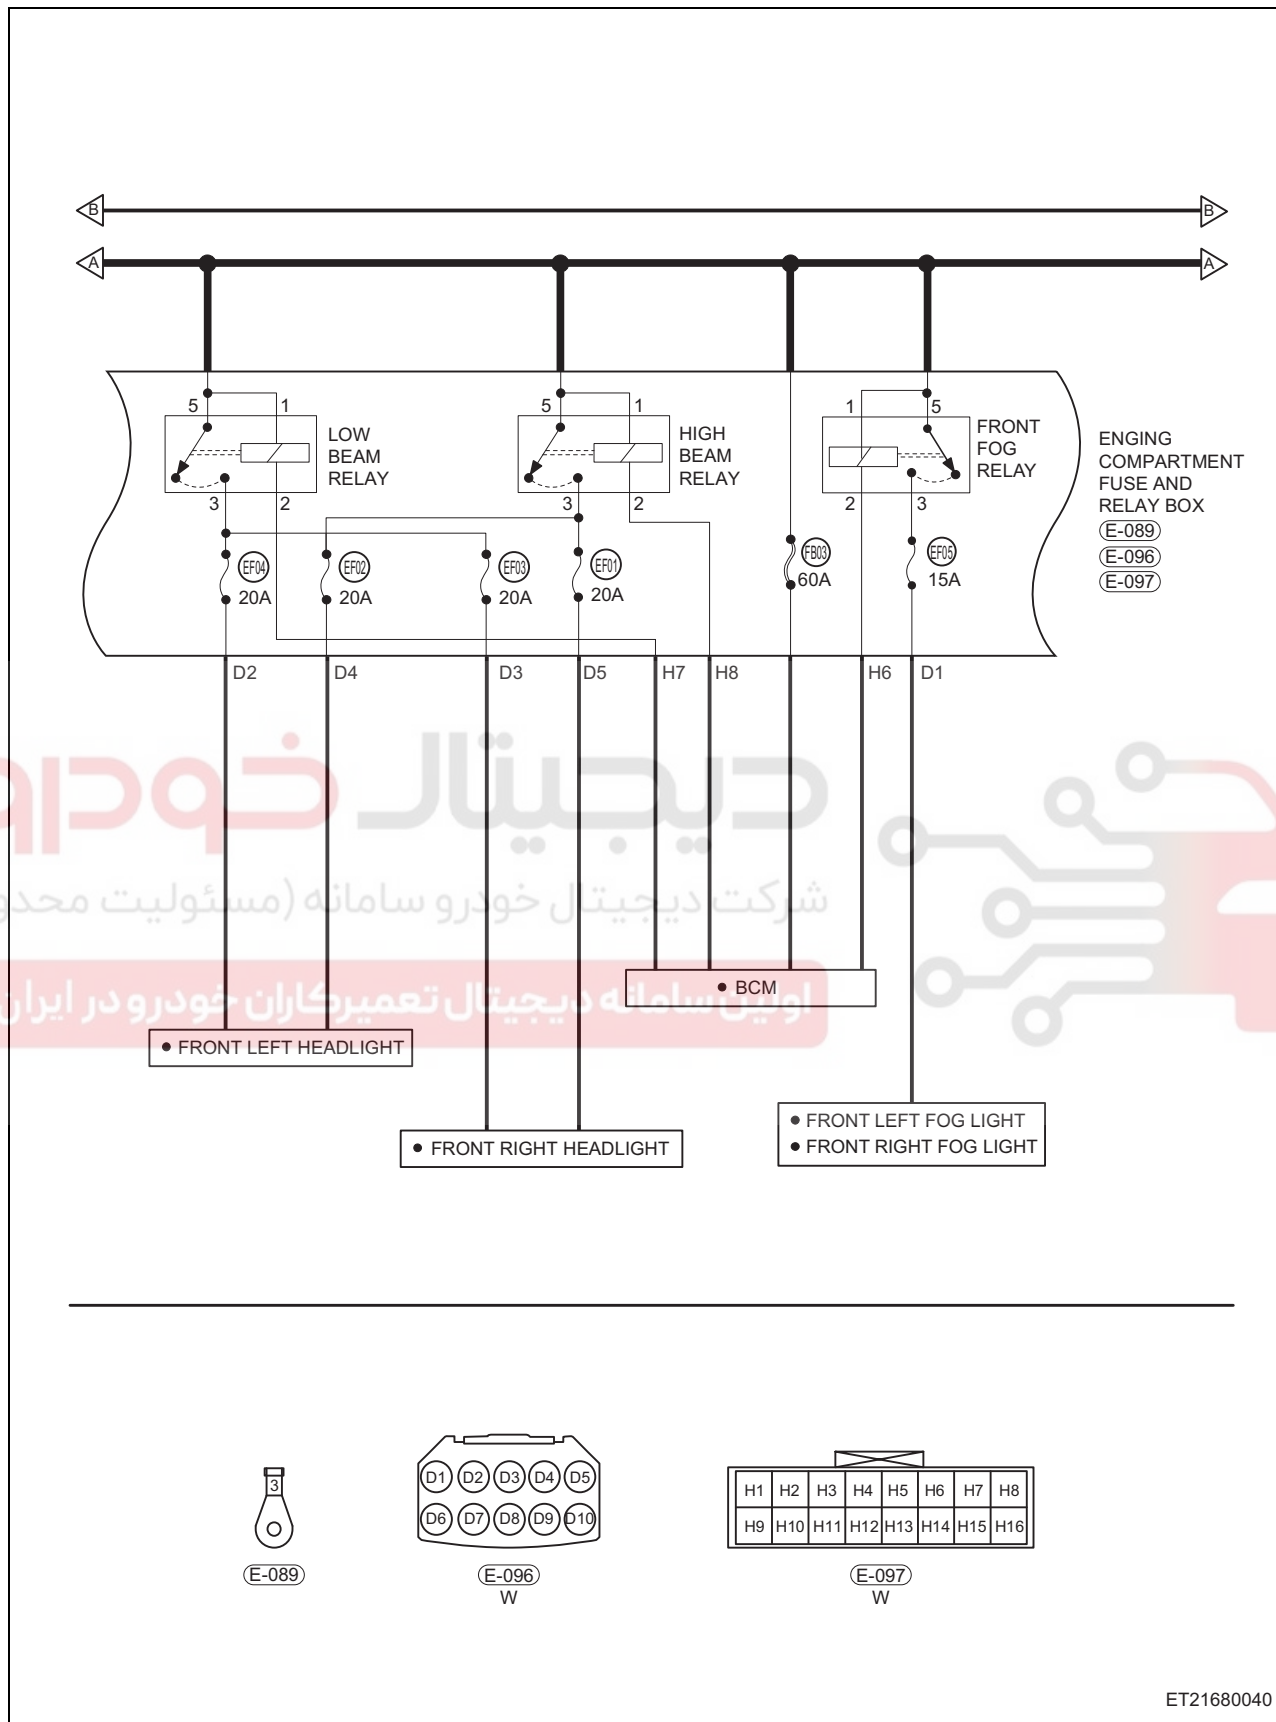 B B
A A
5 1 5 1 1 5
LOW
BEAM
RELAY
HIGH
BEAM
RELAY
FRONT
FOG
RELAY
ENGING
COMPARTMENT
FUSE AND
RELAY BOX
E-089
E-096
E-097
3 2 3 2 2 3
EF04 EF02 EF03 EF01 FB03 EF05
20A 20A 20A 20A 60A 15A
D2 D4 D3 D5 H7 H8 H6 D1
دیجیتال خودرو
شرکت دیجیتال خودرو سامانه (مسئولیت محدو
اولین سامانه دیجیتال تعمیرکاران خودرو در ایران
• BCM
• FRONT LEFT HEADLIGHT
• FRONT RIGHT HEADLIGHT
• FRONT LEFT FOG LIGHT
• FRONT RIGHT FOG LIGHT
3
E-089
D1 D2 D3 D4 D5
D6 D7 D8 D9 D10
E-096
W
H1 H2 H3 H4 H5 H6 H7 H8
H9 H10 H11 H12 H13 H14 H15 H16
E-097
W
ET21680040